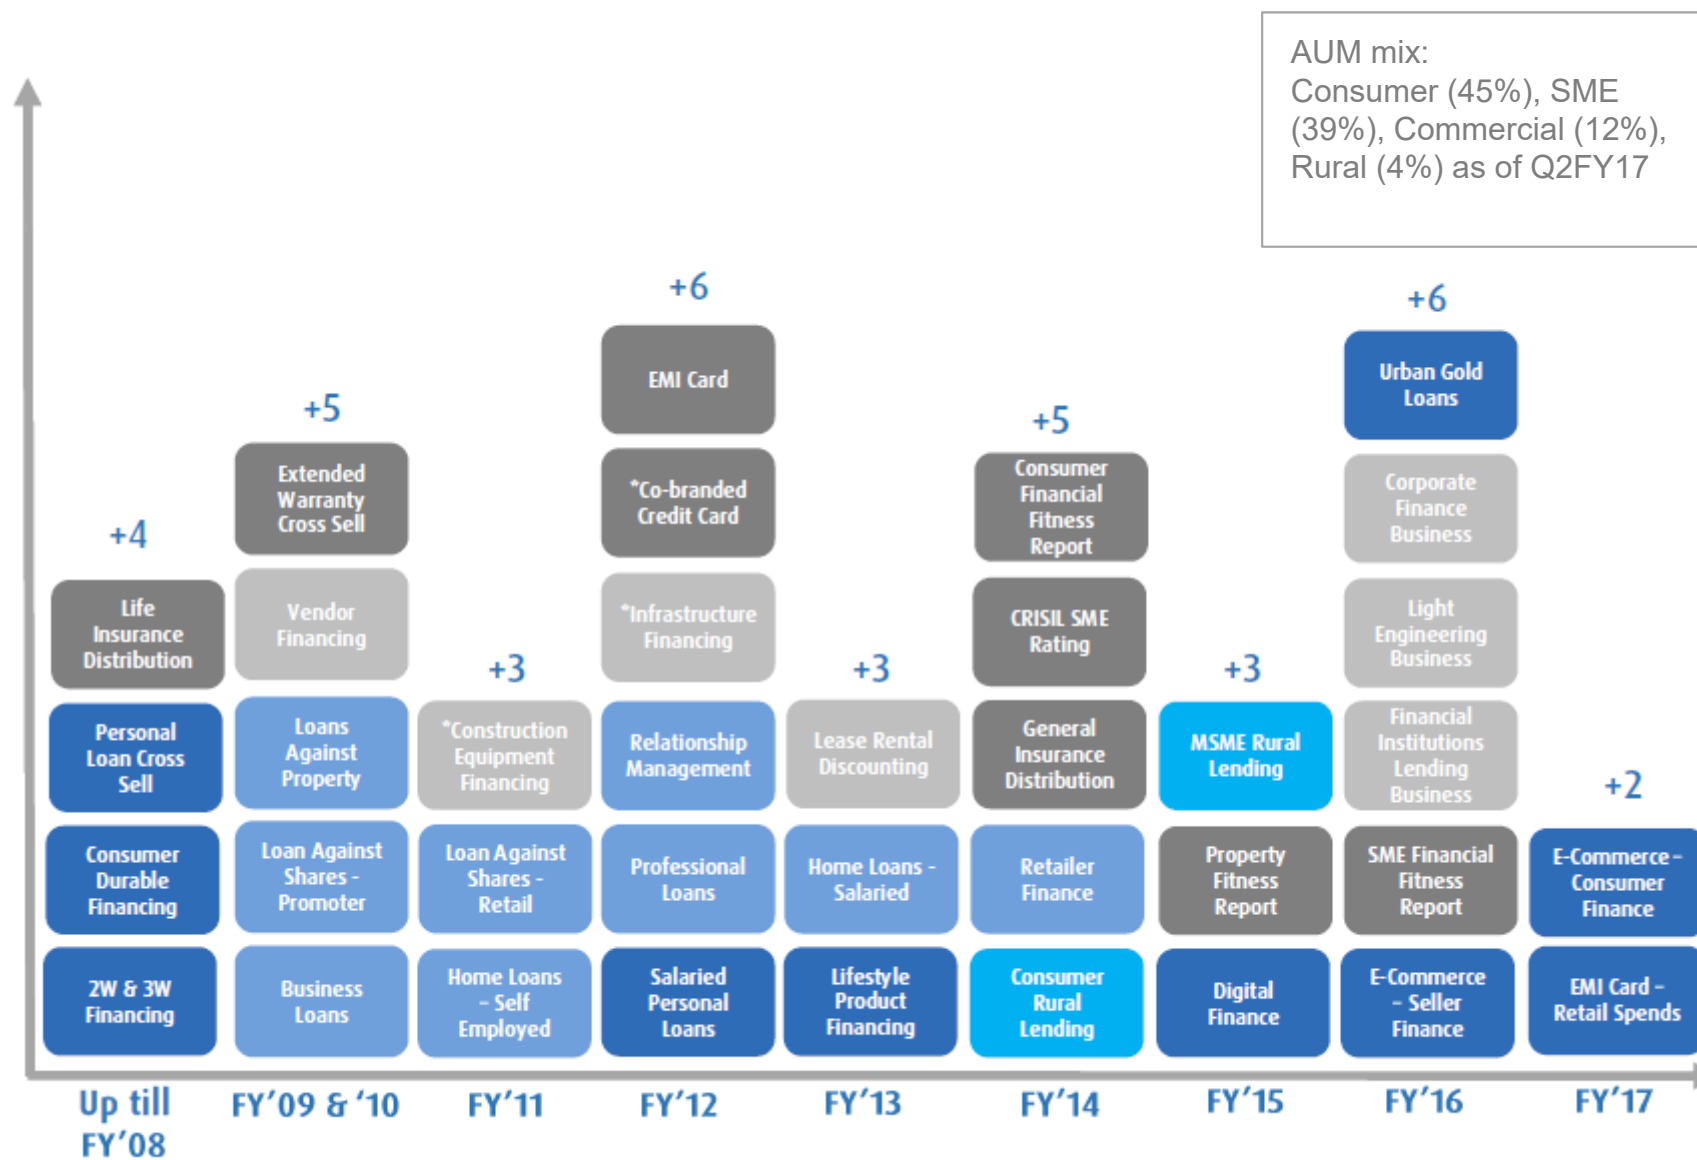 AUM mix:
Consumer (45%), SME
(39%), Commercial (12%),
Rural (4%) as of Q2FY17
+4
Life
Insurance
Distribution
Personal
Loan Cross
Sell
Consumer
Durable
Financing
2W & 3W
Financing
Up till
FY'08
+5
Extended
Warranty
Cross Sell
Vendor
Financing
Loans
Against
Property
Loan Against
Shares -
Promoter
Business
Loans
FY'09 & '10
+3
*Construction
Equipment
Financing
Loan Against
Shares -
Retail
Home Loans
– Self
Employed
FY'11
+6
EMI Card
*Co-branded
Credit Card
*Infrastructure
Financing
Relationship
Management
Professional
Loans
Salaried
Personal
Loans
FY'12
+3
Lease Rental
Discounting
Home Loans -
Salaried
Lifestyle
Product
Financing
FY'13
+5
Consumer
Financial
Fitness
Report
CRISIL SME
Rating
General
Insurance
Distribution
Retailer
Finance
Consumer
Rural
Lending
FY'14
+3
MSME Rural
Lending
Property
Fitness
Report
Digital
Finance
FY'15
+6
Urban Gold
Loans
Corporate
Finance
Business
Light
Engineering
Business
Financial
Institutions
Lending
Business
SME Financial
Fitness
Report
E-Commerce
– Seller
Finance
FY'16
+2
E-Commerce –
Consumer
Finance
EMI Card –
Retail Spends
FY'17